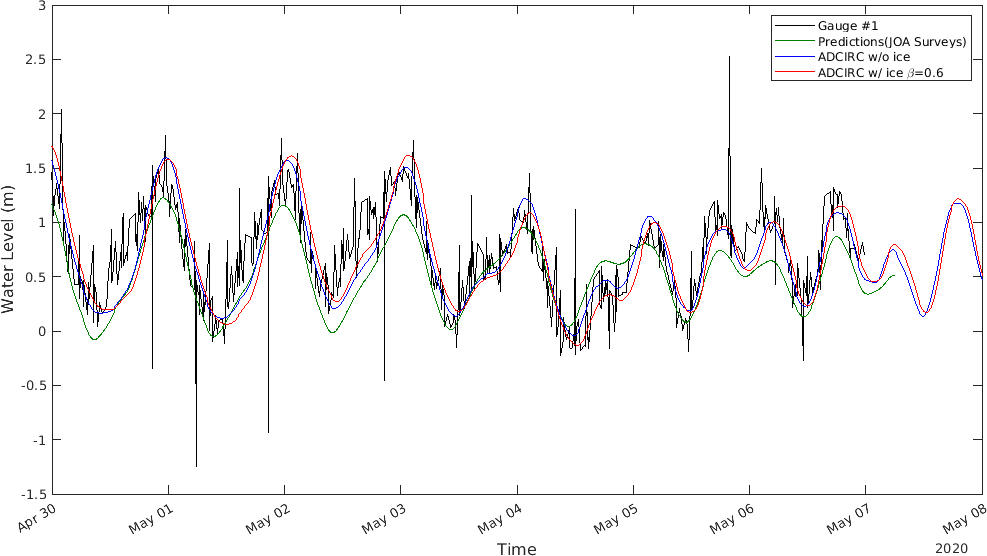 3
2.5
2
1.5
1
0.5
0
-0.5
-1
-1.5
Water Level (m)
Gauge #1
Predictions(JOA Surveys)
ADCIRC w/o ice
ADCIRC w/ ice β=0.6
Apr 30
May 01
May 02
May 03
May 04
May 05
May 06
May 07
May 08
Time
2020